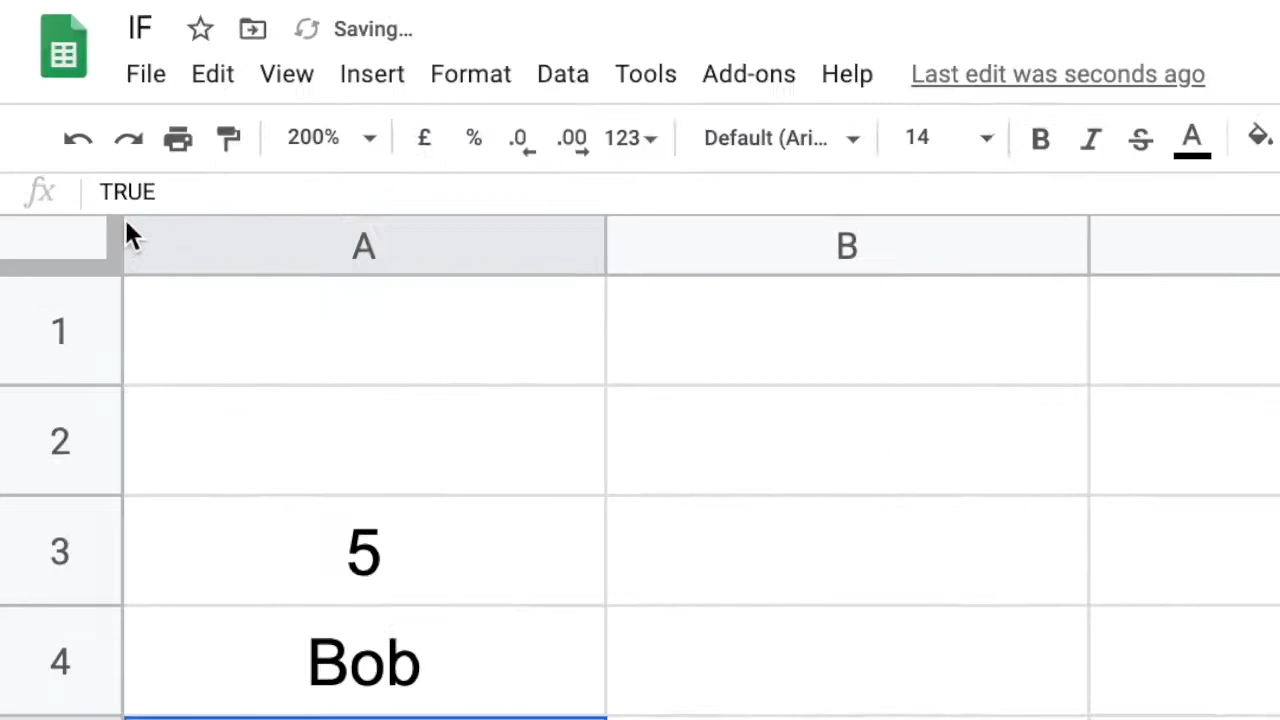 IF Saving...
File Edit View Insert Format Data Tools Add-ons Help Last edit was seconds ago
200% £ % .0 .00 123 Default (Ari... 14 B I S A
fx TRUE
A B
1
2
3 5
4 Bob